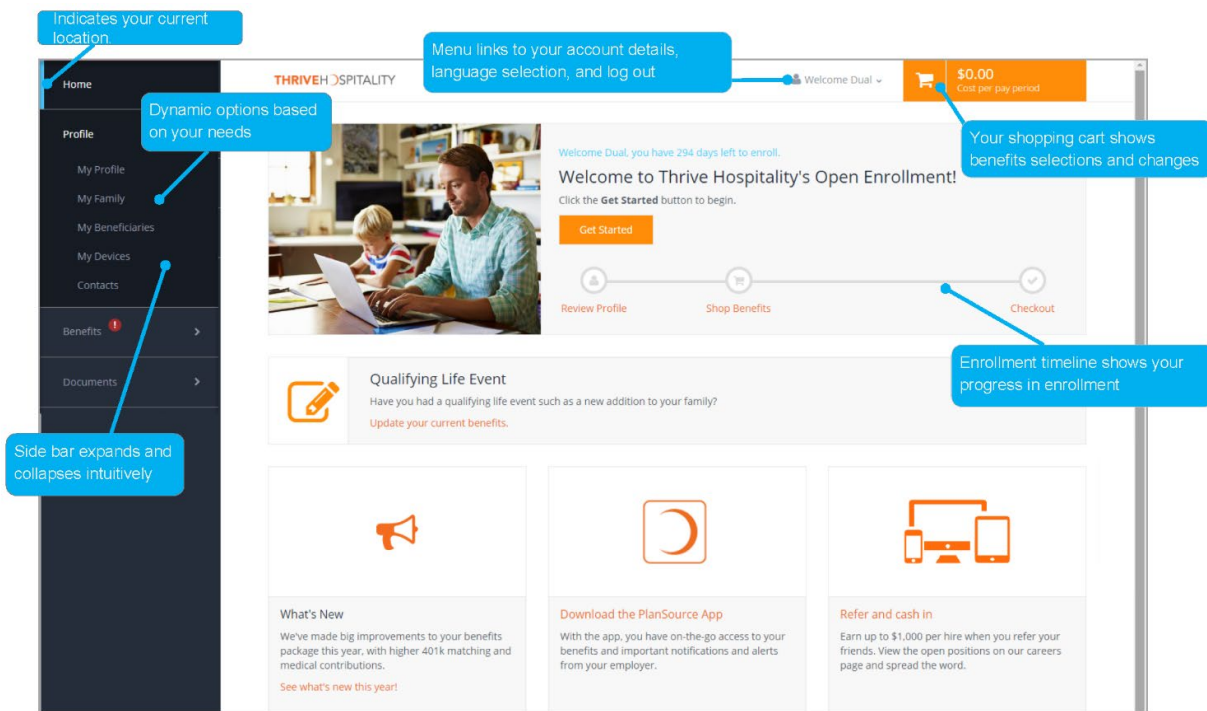 Indicates your current
location.
Menu links to your account details,
language selection, and log out
Home
THRIVEHOSPITALITY
Welcome Dual
$0.00
Cost per pay period
Dynamic options based
on your needs
Your shopping cart shows
benefits selections and changes
Profile
My Profile
My Family
My Beneficiaries
My Devices
Contacts
Benefits !
Documents
Side bar expands and
collapses intuitively
Welcome Dual, you have 294 days left to enroll.
Welcome to Thrive Hospitality's Open Enrollment!
Click the Get Started button to begin.
Get Started
Review Profile
Shop Benefits
Checkout
Enrollment timeline shows your
progress in enrollment
Qualifying Life Event
Have you had a qualifying life event such as a new addition to your family?
Update your current benefits.
What's New
We've made big improvements to your benefits
package this year, with higher 401k matching and
medical contributions.
See what's new this year!
Download the PlanSource App
With the app, you have on-the-go access to your
benefits and important notifications and alerts
from your employer.
Refer and cash in
Earn up to $1,000 per hire when you refer your
friends. View the open positions on our careers
page and spread the word.